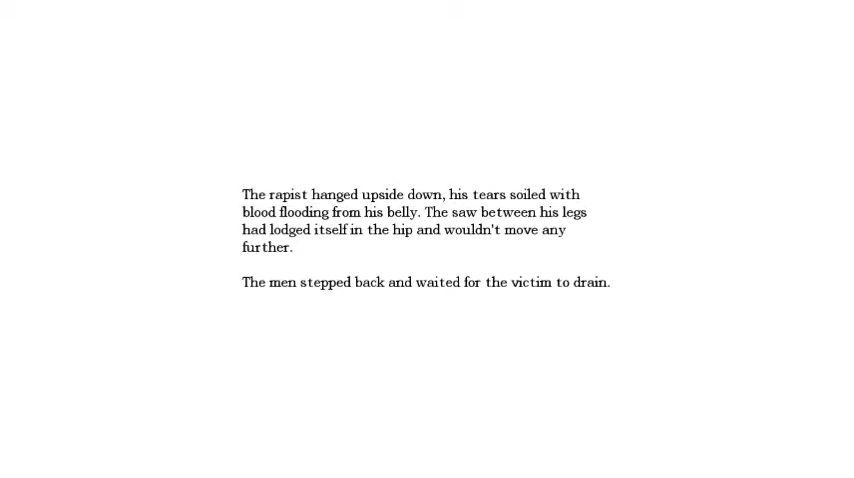 The rapist hanged upside down, his tears soiled with
blood flooding from his belly. The saw between his legs
had lodged itself in the hip and wouldn't move any
further.
The men stepped back and waited for the victim to drain.